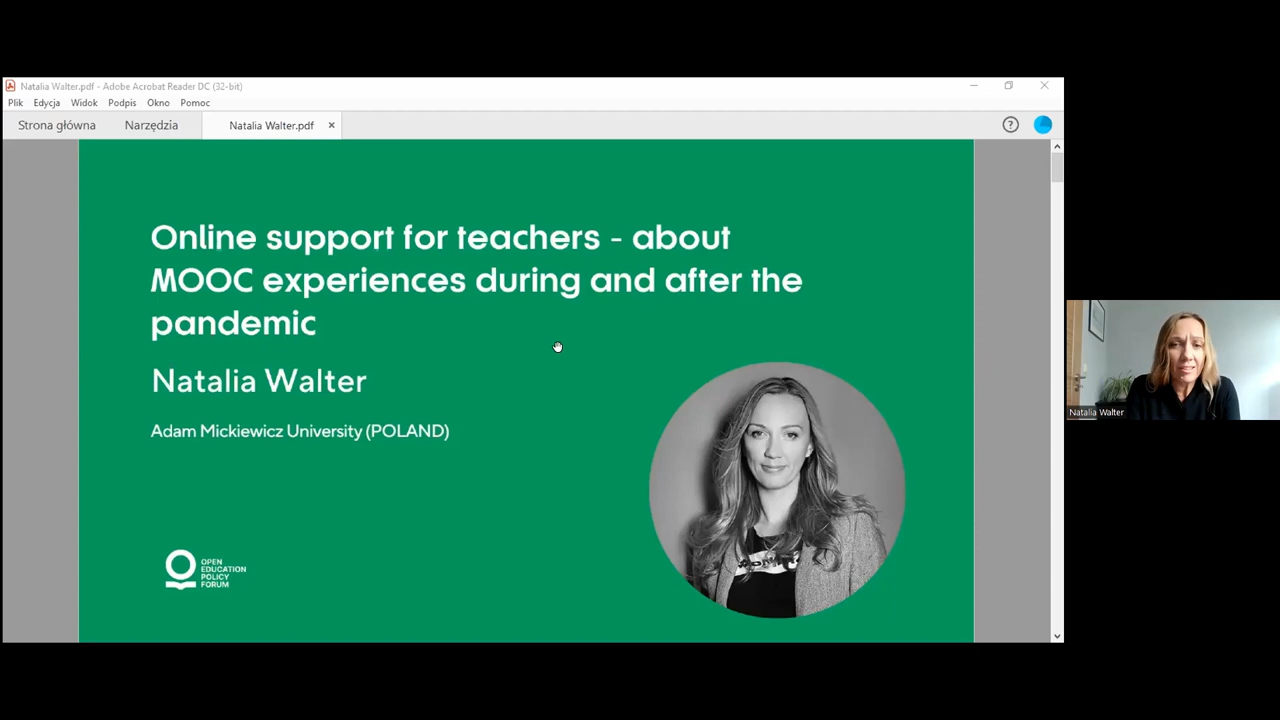 Natalia Walter.pdf - Adobe Acrobat Reader DC (32-bit)
Plik Edycja Widok Podpis Okno Pomoc
Strona główna Narzędzia Natalia Walter.pdf
Online support for teachers - about
MOOC experiences during and after the
pandemic
Natalia Walter
Adam Mickiewicz University (POLAND)
OPEN
EDUCATION
POLICY
FORUM
Natalia Walter